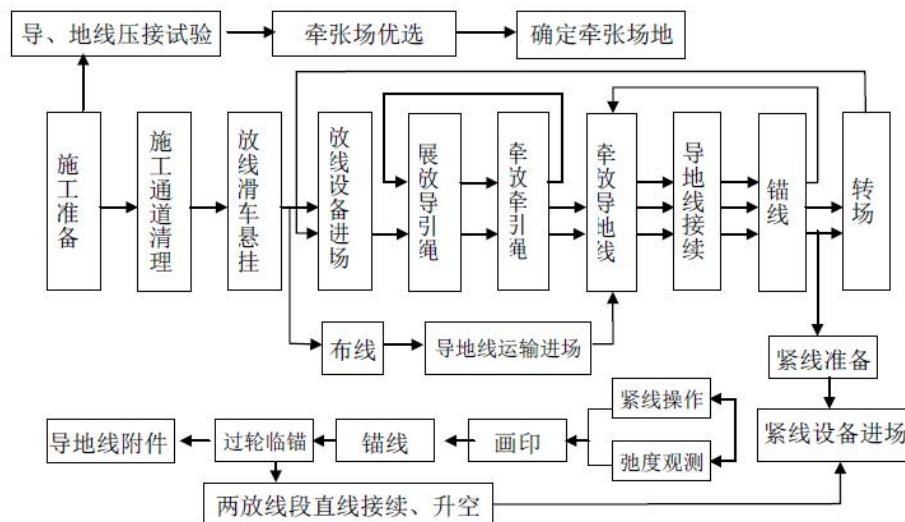 导、地线压接试验
牵张场优选
确定牵张场地
施工准备
施工通道清理
放线滑车悬挂
放线设备进场
展放导引绳
牵放牵引绳
牵放导地线
导地线接续
锚线
转场
布线
导地线运输进场
紧线准备
紧线操作
导地线附件
过轮临锚
锚线
画印
弛度观测
紧线设备进场
两放线段直线接续、升空